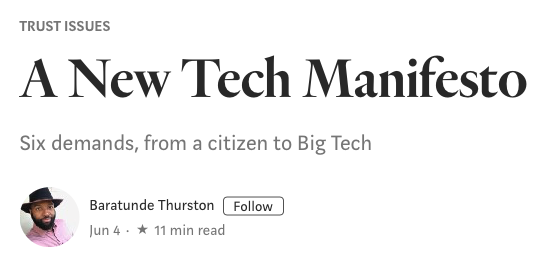 TRUST ISSUES
A New Tech Manifesto
Six demands, from a citizen to Big Tech
Baratunde Thurston Follow
Jun 4 · ★ 11 min read